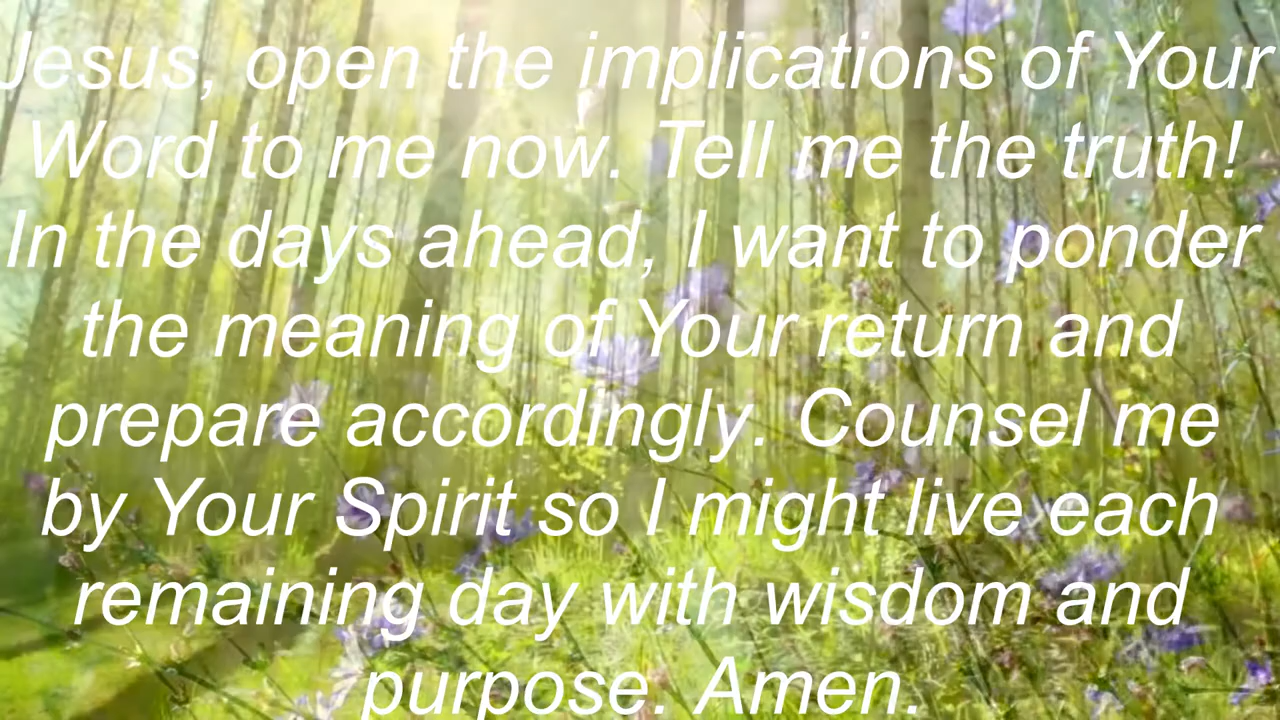 Jesus, open the implications of Your
Word to me now. Tell me the truth!
In the days ahead, I want to ponder
the meaning of Your return and
prepare accordingly. Counsel me
by Your Spirit so I might live each
remaining day with wisdom and
purpose. Amen.